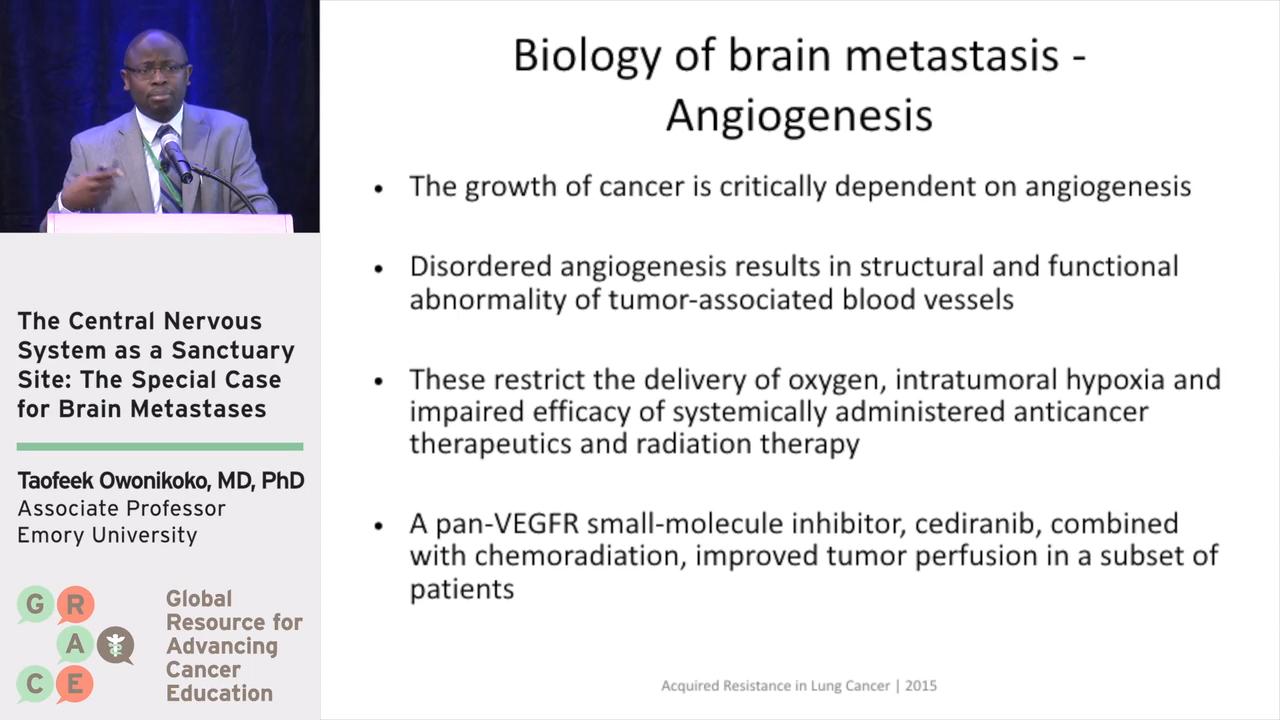 Biology of brain metastasis -
Angiogenesis
• The growth of cancer is critically dependent on angiogenesis
• Disordered angiogenesis results in structural and functional
abnormality of tumor-associated blood vessels
• These restrict the delivery of oxygen, intratumoral hypoxia and
impaired efficacy of systemically administered anticancer
therapeutics and radiation therapy
• A pan-VEGFR small-molecule inhibitor, cediranib, combined
with chemoradiation, improved tumor perfusion in a subset of
patients
Acquired Resistance in Lung Cancer | 2015
The Central Nervous
System as a Sanctuary
Site: The Special Case
for Brain Metastases
Taofeek Owonikoko, MD, PhD
Associate Professor
Emory University
G R
A
C E
Global
Resource for
Advancing
Cancer
Education